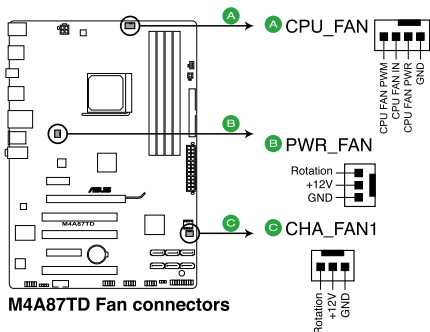 A
A CPU_FAN
CPU FAN PWM
CPU FAN IN
CPU FAN PWR
GND
B
B PWR_FAN
Rotation
+12V
GND
ASUS
M4A87TD
C
C CHA_FAN1
Rotation
+12V
GND
M4A87TD Fan connectors